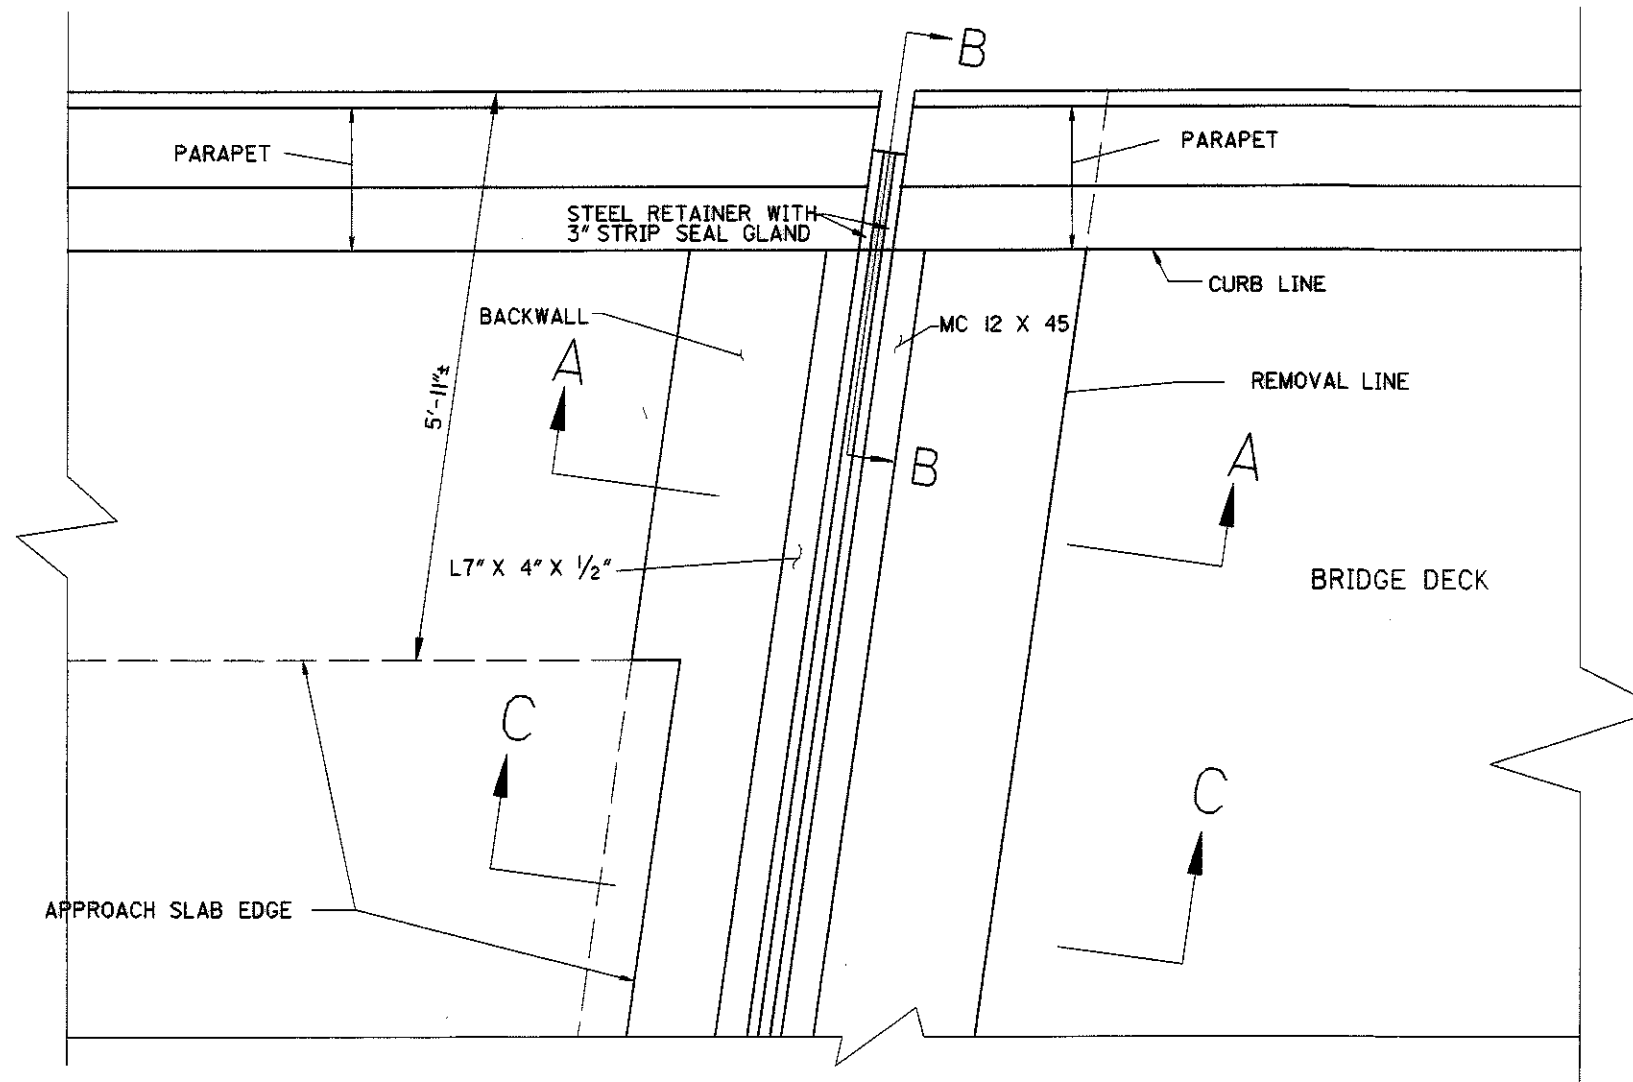 B
PARAPET
PARAPET
STEEL RETAINER WITH
3" STRIP SEAL GLAND
CURB LINE
BACKWALL
MC 12 X 45
A
5'-11"±
REMOVAL LINE
B
A
L7" X 4" X 1/2"
BRIDGE DECK
C
C
APPROACH SLAB EDGE